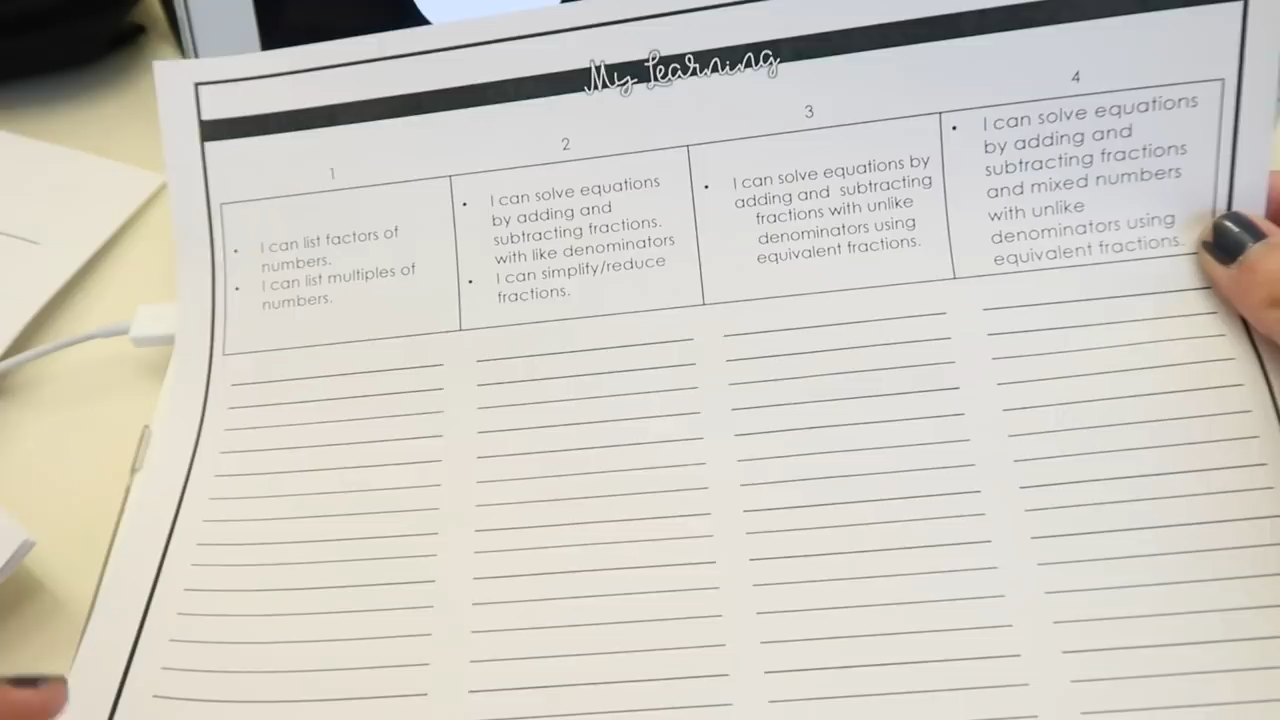 My Learning
1
I can list factors of
numbers.
I can list multiples of
numbers.
2
I can solve equations
by adding and
subtracting fractions.
with like denominators
I can simplify/reduce
fractions.
3
I can solve equations by
adding and subtracting
fractions with unlike
denominators using
equivalent fractions.
4
I can solve equations
by adding and
subtracting fractions
and mixed numbers
with unlike
denominators using
equivalent fractions.